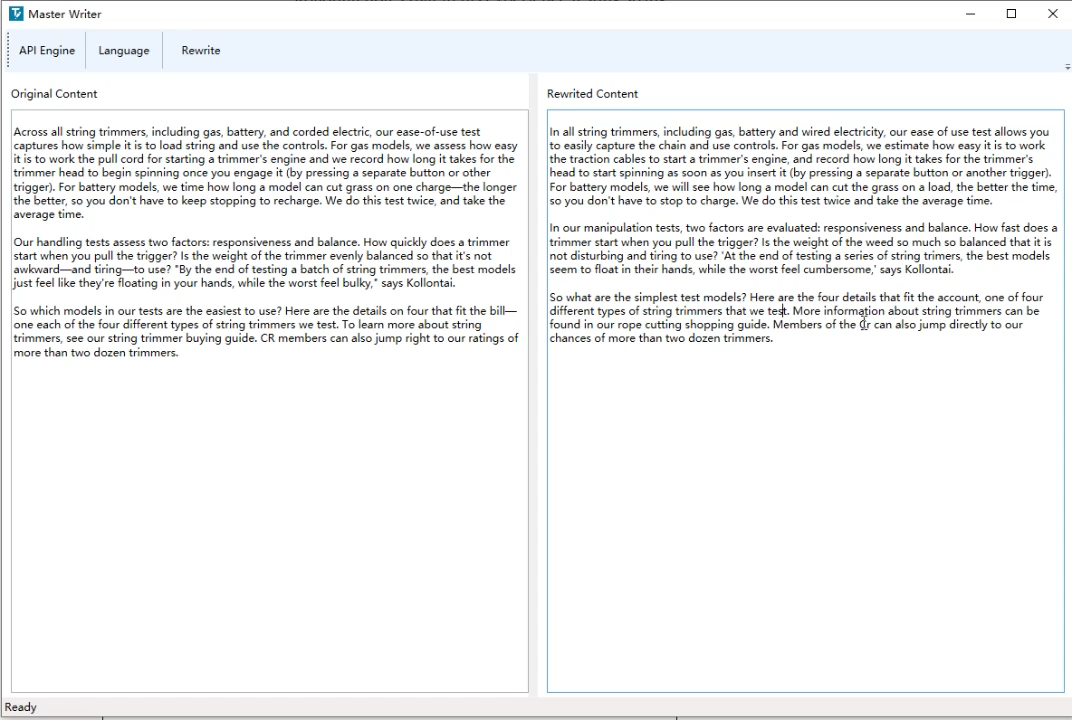 Master Writer
API Engine
Language
Rewrite
Original Content
Across all string trimmers, including gas, battery, and corded electric, our ease-of-use test
captures how simple it is to load string and use the controls. For gas models, we assess how easy
it is to work the pull cord for starting a trimmer's engine and we record how long it takes for the
trimmer head to begin spinning once you engage it (by pressing a separate button or other
trigger). For battery models, we time how long a model can cut grass on one charge—the longer
the better, so you don't have to keep stopping to recharge. We do this test twice, and take the
average time.
Our handling tests assess two factors: responsiveness and balance. How quickly does a trimmer
start when you pull the trigger? Is the weight of the trimmer evenly balanced so that it's not
awkward—and tiring—to use? "By the end of testing a batch of string trimmers, the best models
just feel like they're floating in your hands, while the worst feel bulky," says Kollontai.
So which models in our tests are the easiest to use? Here are the details on four that fit the bill—
one each of the four different types of string trimmers we test. To learn more about string
trimmers, see our string trimmer buying guide. CR members can also jump right to our ratings of
more than two dozen trimmers.
Rewrited Content
In all string trimmers, including gas, battery and wired electricity, our ease of use test allows you
to easily capture the chain and use controls. For gas models, we estimate how easy it is to work
the traction cables to start a trimmer's engine, and record how long it takes for the trimmer's
head to start spinning as soon as you insert it (by pressing a separate button or another trigger).
For battery models, we will see how long a model can cut the grass on a load, the better the time,
so you don't have to stop to charge. We do this test twice and take the average time.
In our manipulation tests, two factors are evaluated: responsiveness and balance. How fast does a
trimmer start when you pull the trigger? Is the weight of the weed so much so balanced that it is
not disturbing and tiring to use? 'At the end of testing a series of string trimers, the best models
seem to float in their hands, while the worst feel cumbersome,' says Kollontai.
So what are the simplest test models? Here are the four details that fit the account, one of four
different types of string trimmers that we test. More information about string trimmers can be
found in our rope cutting shopping guide. Members of the Cr can also jump directly to our
chances of more than two dozen trimmers.
Ready